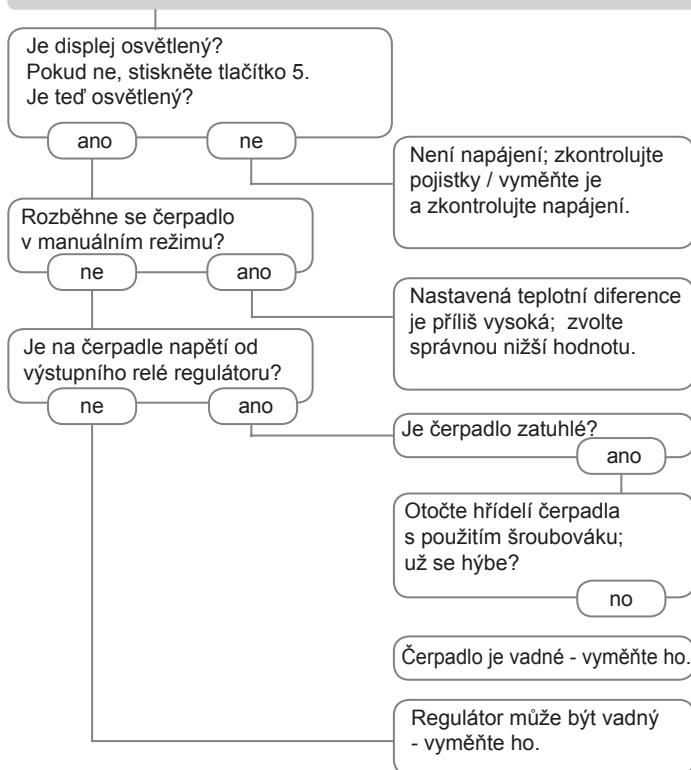 Je displej osvětlený?
Pokud ne, stiskněte tlačítko 5.
Je teď osvětlený?
ano
ne
Není napájení; zkontrolujte
pojistky / vyměňte je
a zkontrolujte napájení.
Rozběhne se čerpadlo
v manuálním režimu?
ne
ano
Nastavená teplotní diference
je příliš vysoká; zvolte
správnou nižší hodnotu.
Je na čerpadle napětí od
výstupního relé regulátoru?
ne
ano
Je čerpadlo zatuhlé?
ano
Otočte hřídelí čerpadla
s použitím šroubováku;
už se hýbe?
no
Čerpadlo je vadné - vyměňte ho.
Regulátor může být vadný
- vyměňte ho.